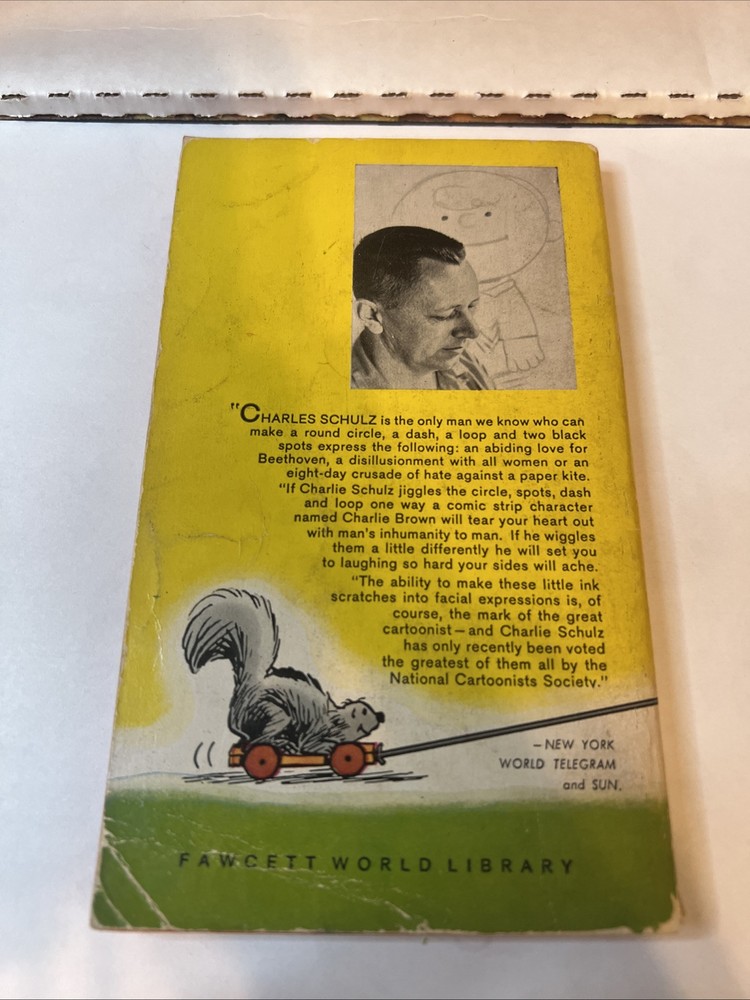 "CHARLES SCHULZ is the only man we know who can
make a round circle, a dash, a loop and two black
spots express the following: an abiding love for
Beethoven, a disillusionment with all women or an
eight-day crusade of hate against a paper kite.
"If Charlie Schulz jiggles the circle, spots, dash
and loop one way a comic strip character
named Charlie Brown will tear your heart out
with man's inhumanity to man. If he wiggles
them a little differently he will set you
to laughing so hard your sides will ache.
"The ability to make these little ink
scratches into facial expressions is, of
course, the mark of the great
cartoonist—and Charlie Schulz
has only recently been voted
the greatest of them all by the
National Cartoonists Society."
—NEW YORK
WORLD TELEGRAM
and SUN.
FAWCETT WORLD LIBRARY